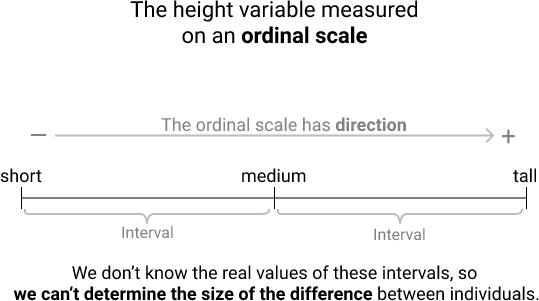 The height variable measured
on an ordinal scale
The ordinal scale has direction
− +
short medium tall
Interval Interval
We don't know the real values of these intervals, so
we can't determine the size of the difference between individuals.